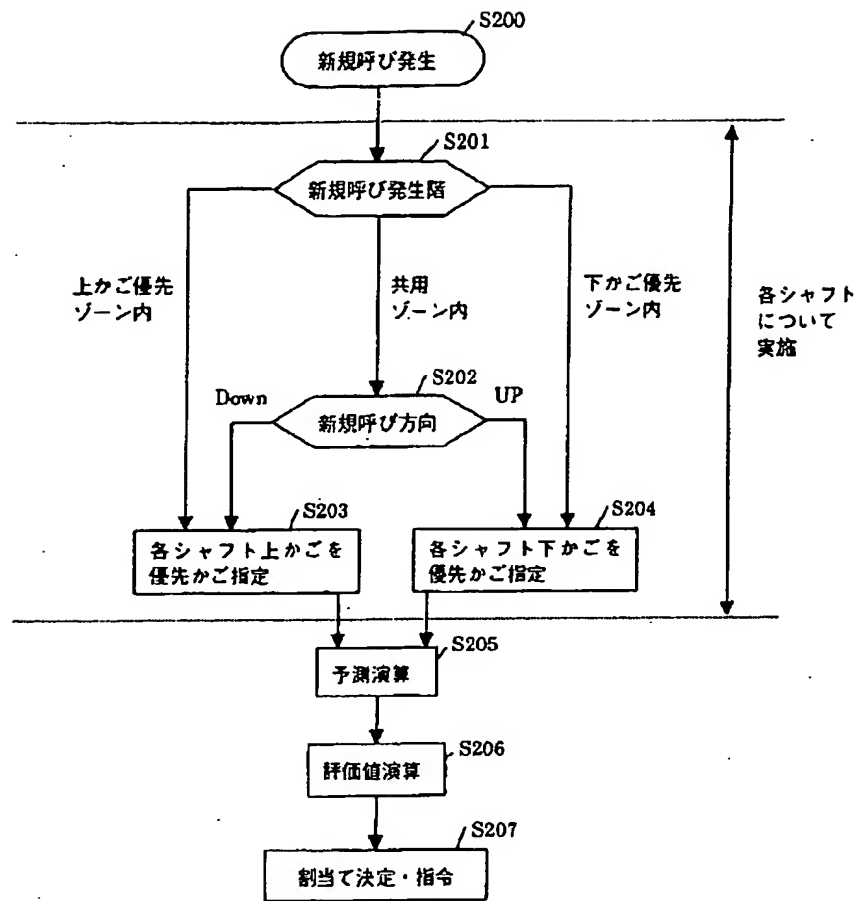 S200
新規呼び発生
S201
新規呼び発生階
上かご優先
ゾーン内
共用
ゾーン内
下かご優先
ゾーン内
各シャフト
について
実施
S202
Down
UP
新規呼び方向
S203
各シャフト上かごを
優先かご指定
S204
各シャフト下かごを
優先かご指定
S205
予測演算
S206
評価値演算
S207
割当て決定・指令